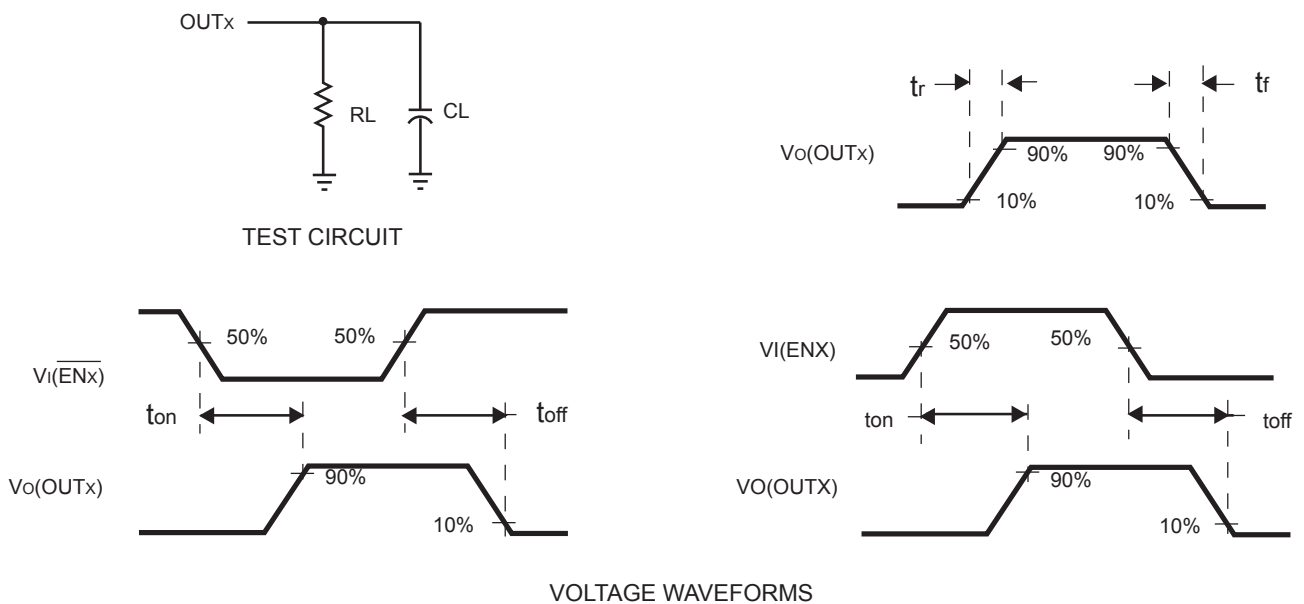 OUTx
RL
CL
TEST CIRCUIT
tr
tf
VO(OUTx)
90%
90%
10%
10%
50%
50%
VI(ENx)
ton
toff
VO(OUTx)
90%
10%
VI(ENX)
50%
50%
ton
toff
VO(OUTX)
90%
10%
VOLTAGE WAVEFORMS